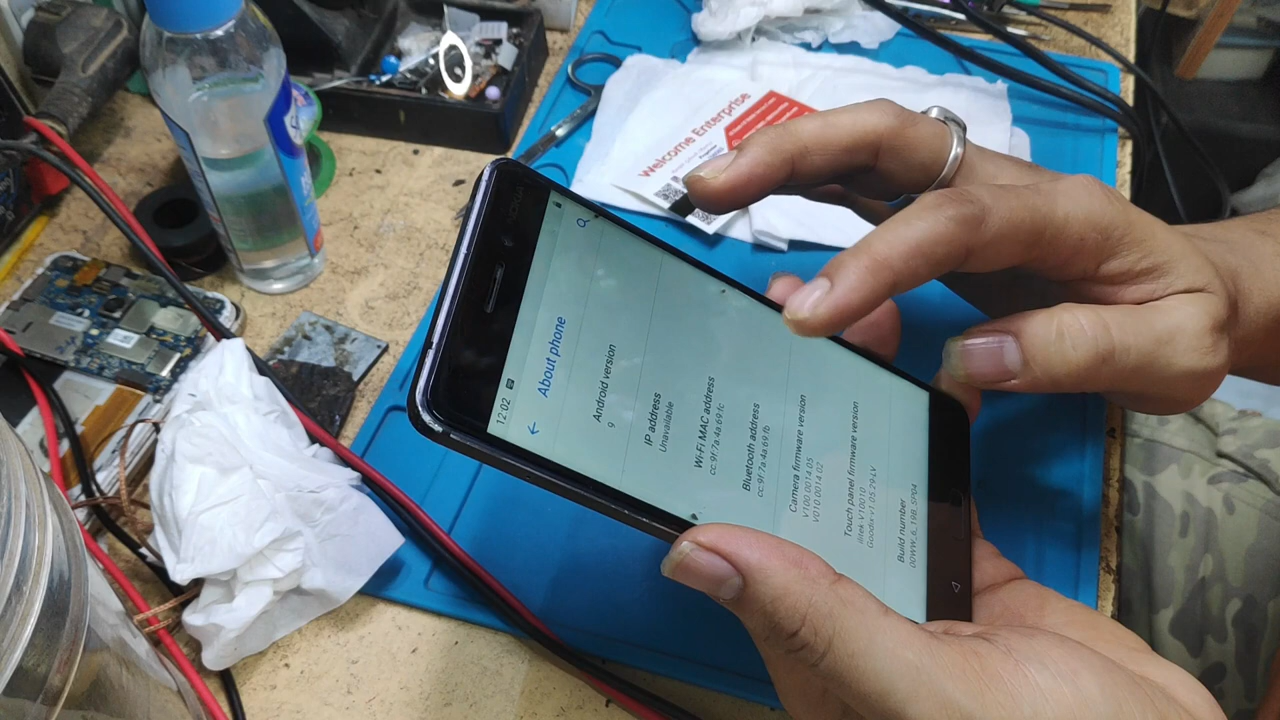 Welcome Enterprise
12:02
About phone
Android version
9
IP address
Unavailable
Wi-Fi MAC address
cc:9f:7a:4a:69:fc
Bluetooth address
cc:9f:7a:4a:69:fb
Camera firmware version
V100.0014.05
V010.0014.02
Touch panel firmware version
ilitek-V10010
Goodix-v1.05.29-LV
Build number
00WW_6_19B_SP04
NOKIA